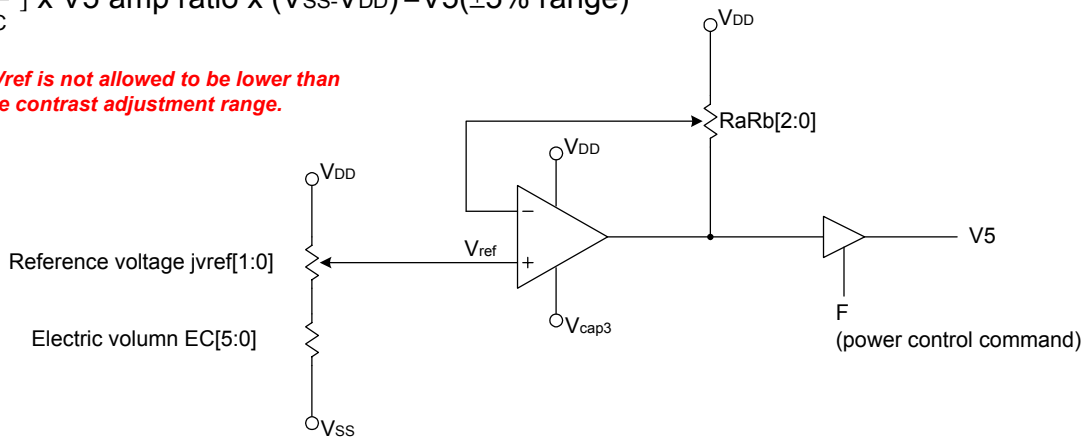 ] x V5 amp ratio x (VSS-VDD)=V5(±5% range)
C
Vref is not allowed to be lower than
e contrast adjustment range.
VDD
RaRb[2:0]
VDD
VDD
−
Vref
+
V5
Reference voltage jvref[1:0]
F
Vcap3
Electric volumn EC[5:0]
(power control command)
VSS